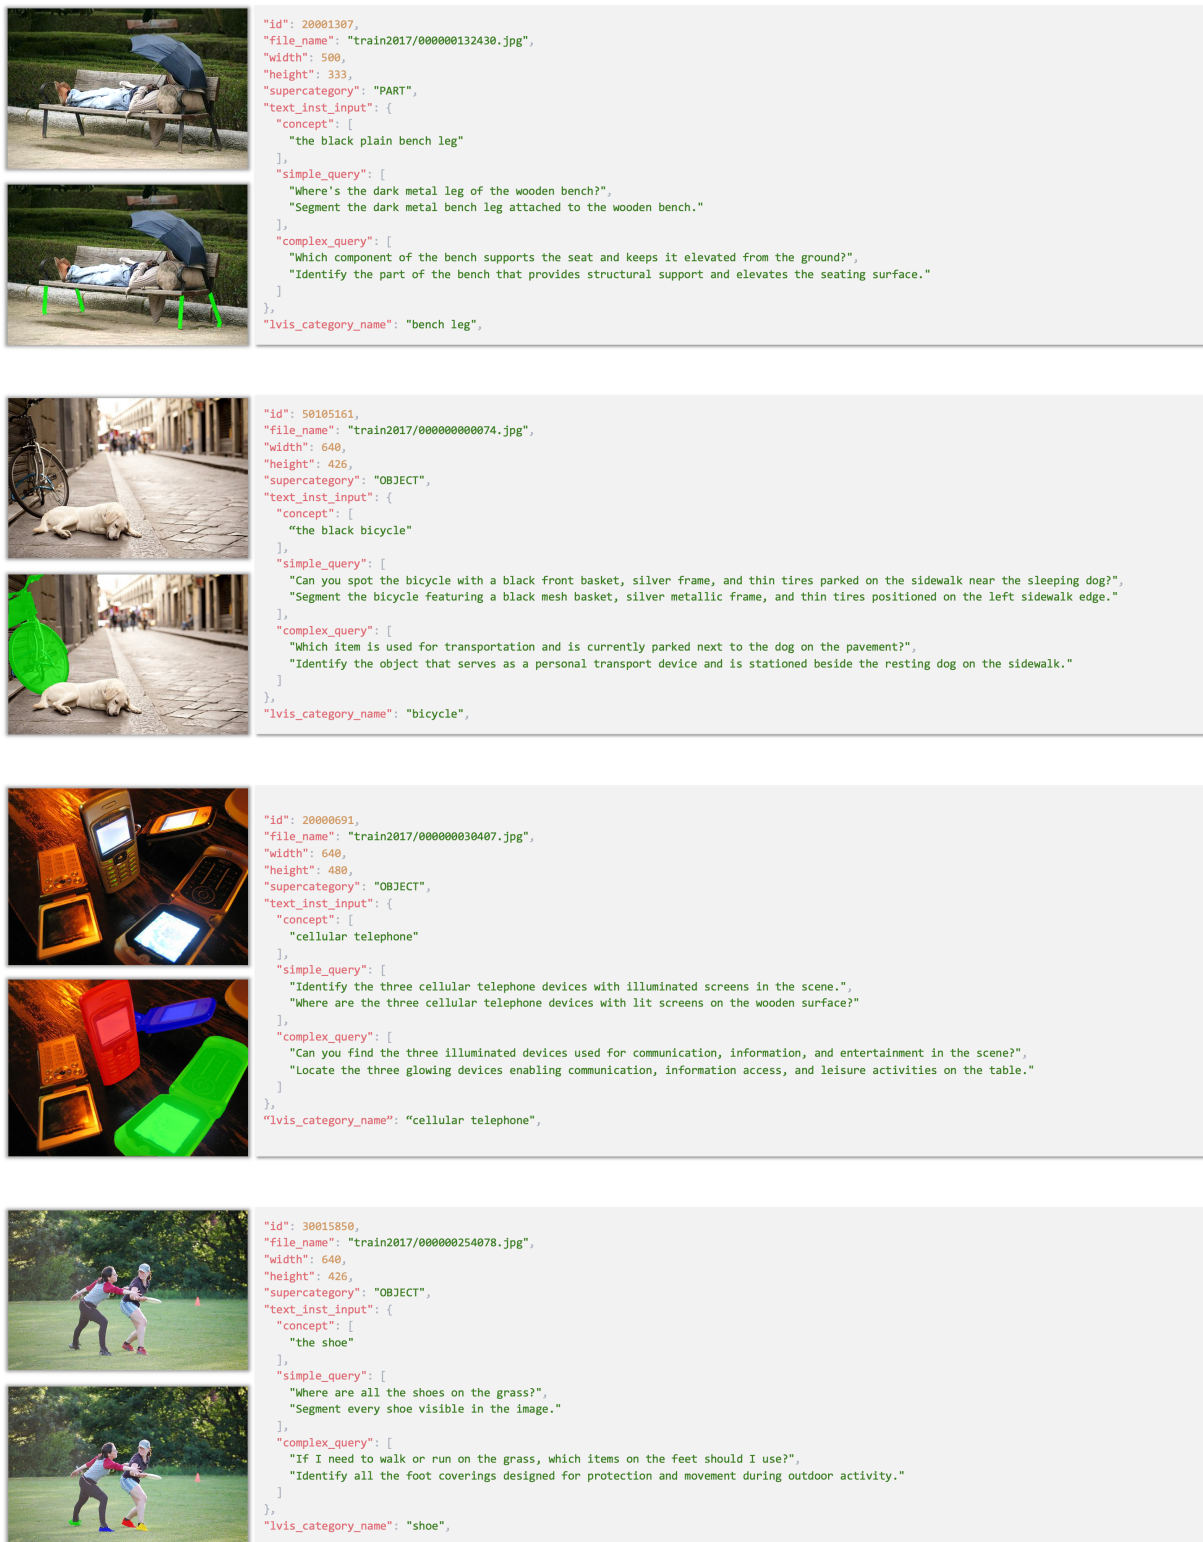 "id": 20001307,
"file_name": "train2017/000000132430.jpg",
"width": 500,
"height": 333,
"supercategory": "PART",
"text_inst_input": {
"concept": [
"the black plain bench leg"
],
"simple_query": [
"Where's the dark metal leg of the wooden bench?",
"Segment the dark metal bench leg attached to the wooden bench."
],
"complex_query": [
"Which component of the bench supports the seat and keeps it elevated from the ground?",
"Identify the part of the bench that provides structural support and elevates the seating surface."
]
},
"lvis_category_name": "bench leg",
"id": 50105161,
"file_name": "train2017/000000000074.jpg",
"width": 640,
"height": 426,
"supercategory": "OBJECT",
"text_inst_input": {
"concept": [
“the black bicycle"
],
"simple_query": [
"Can you spot the bicycle with a black front basket, silver frame, and thin tires parked on the sidewalk near the sleeping dog?",
"Segment the bicycle featuring a black mesh basket, silver metallic frame, and thin tires positioned on the left sidewalk edge."
],
"complex_query": [
"Which item is used for transportation and is currently parked next to the dog on the pavement?",
"Identify the object that serves as a personal transport device and is stationed beside the resting dog on the sidewalk."
]
},
"lvis_category_name": "bicycle",
"id": 20000691,
"file_name": "train2017/000000030407.jpg",
"width": 640,
"height": 480,
"supercategory": "OBJECT",
"text_inst_input": {
"concept": [
"cellular telephone"
],
"simple_query": [
"Identify the three cellular telephone devices with illuminated screens in the scene.",
"Where are the three cellular telephone devices with lit screens on the wooden surface?"
],
"complex_query": [
"Can you find the three illuminated devices used for communication, information, and entertainment in the scene?",
"Locate the three glowing devices enabling communication, information access, and leisure activities on the table."
]
},
“lvis_category_name”: “cellular telephone",
"id": 30015850,
"file_name": "train2017/000000254078.jpg",
"width": 640,
"height": 426,
"supercategory": "OBJECT",
"text_inst_input": {
"concept": [
"the shoe"
],
"simple_query": [
"Where are all the shoes on the grass?",
"Segment every shoe visible in the image."
],
"complex_query": [
"If I need to walk or run on the grass, which items on the feet should I use?",
"Identify all the foot coverings designed for protection and movement during outdoor activity."
]
},
"lvis_category_name": "shoe",